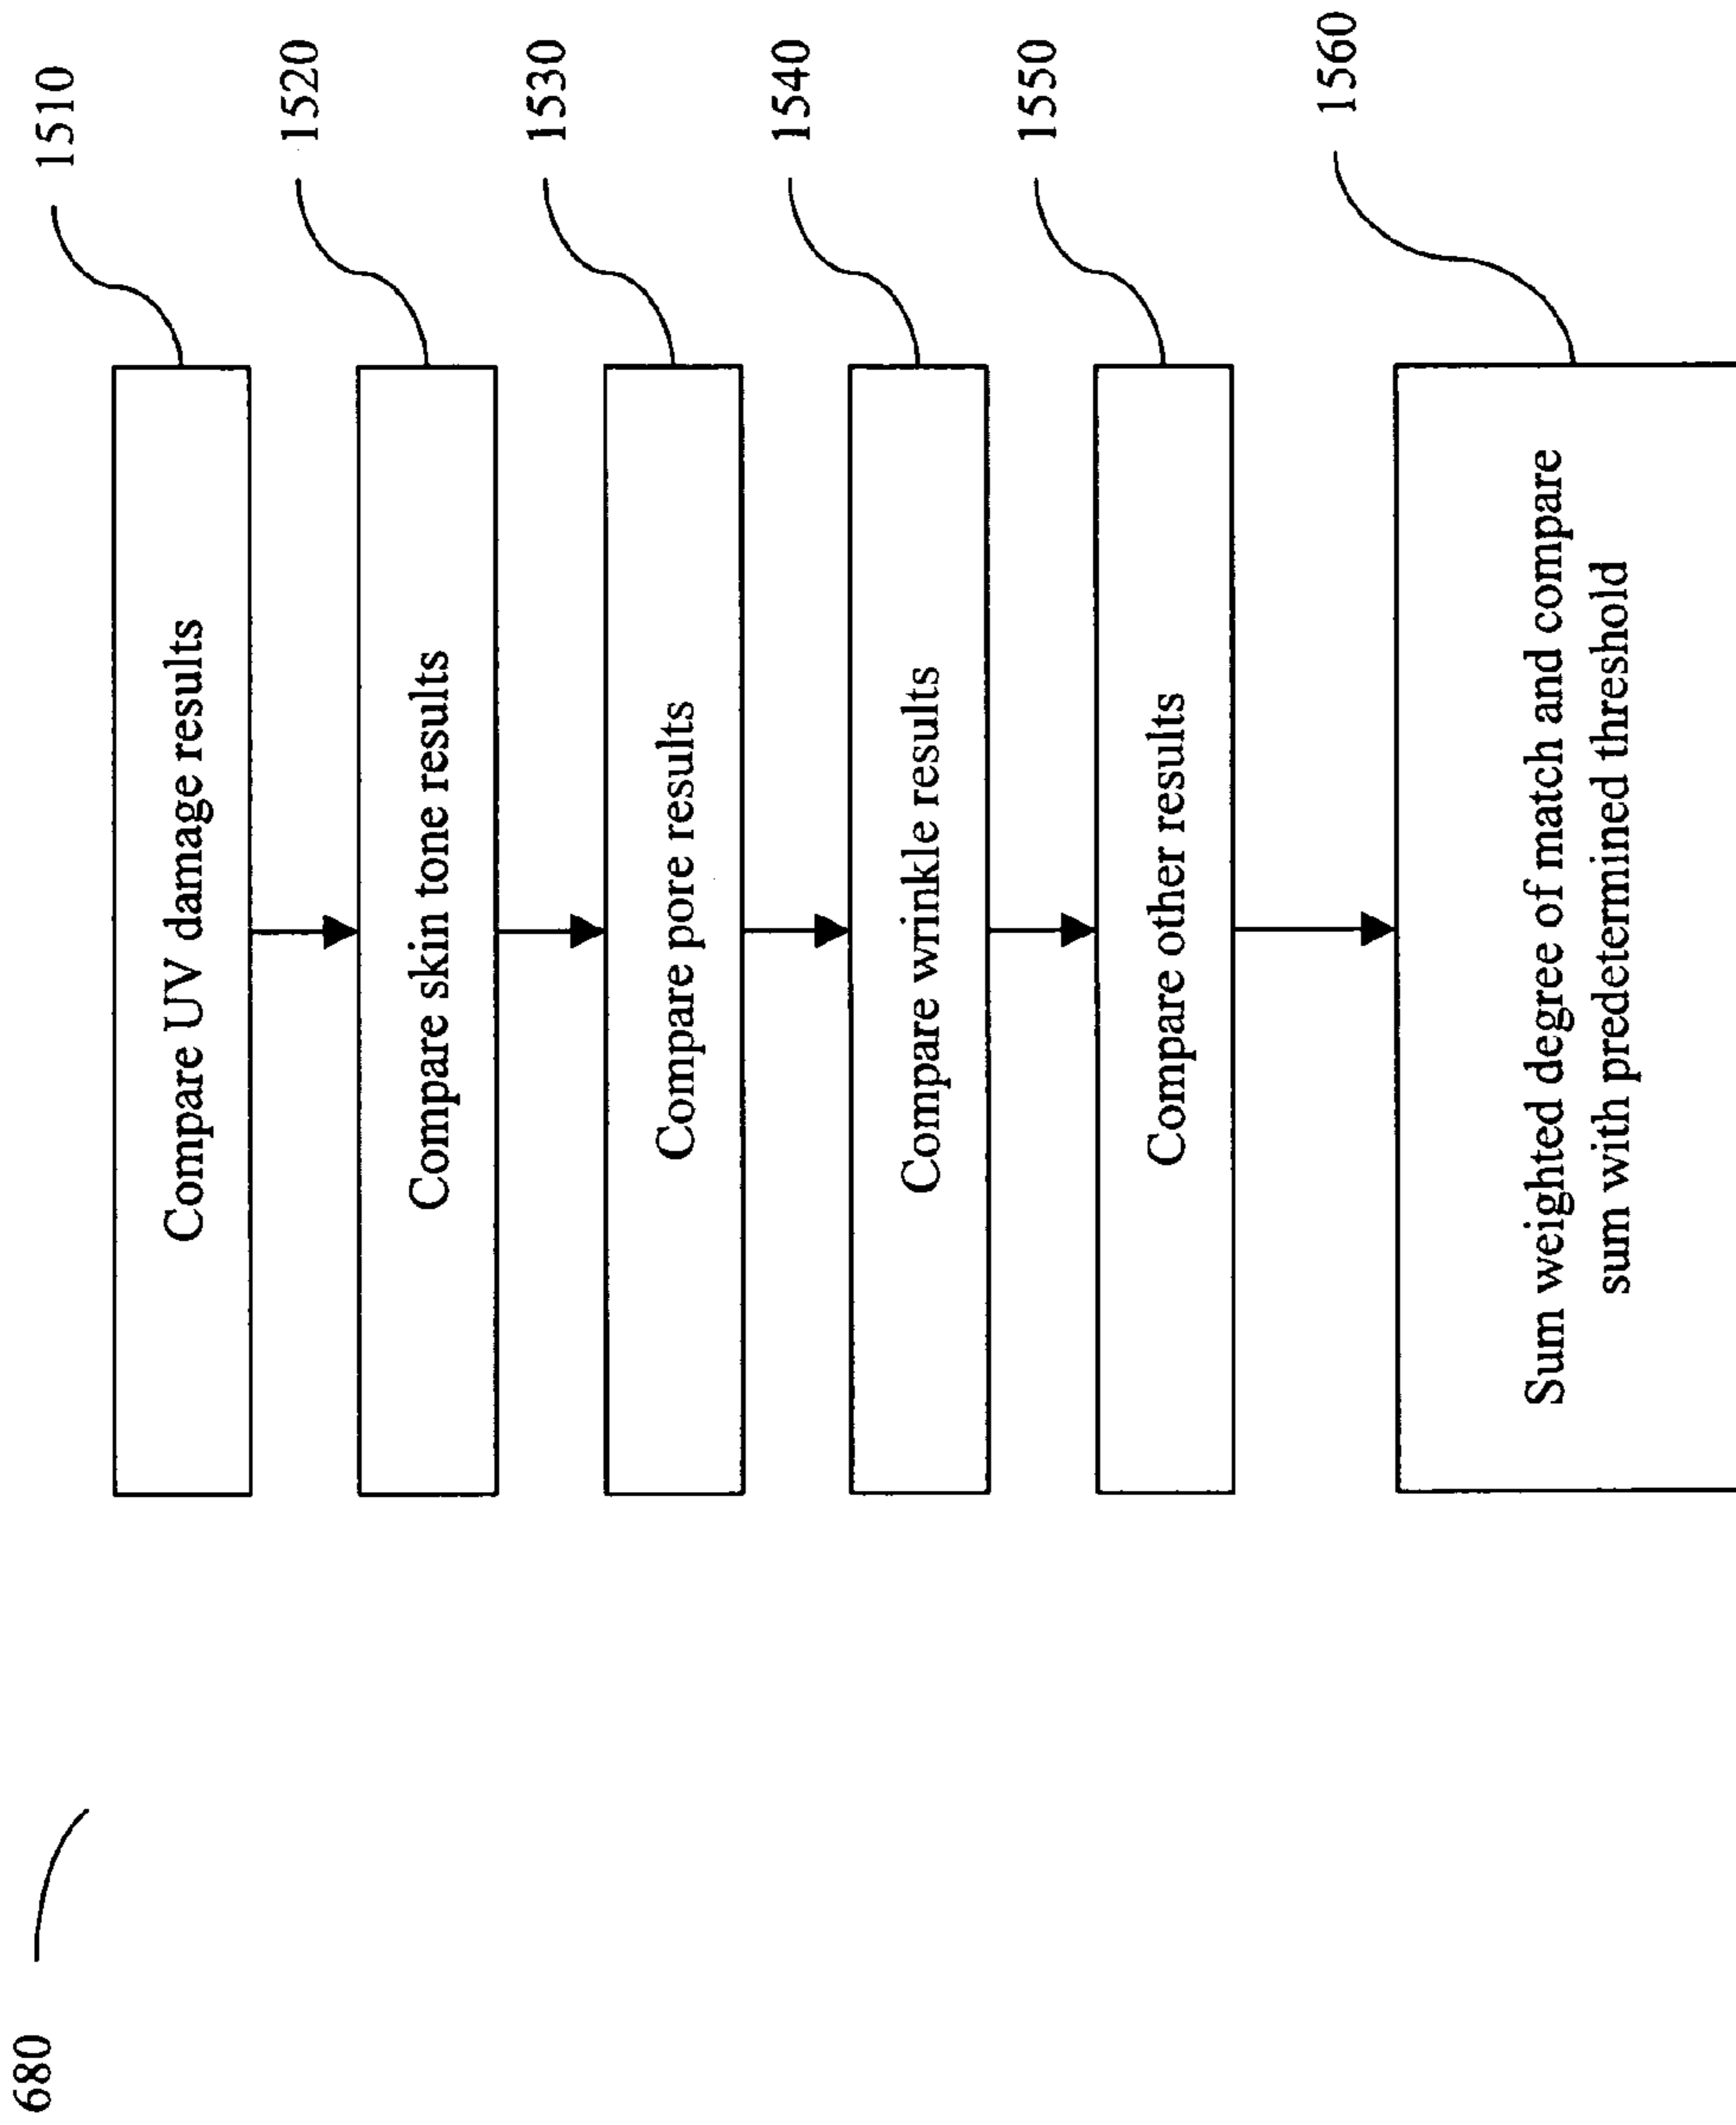 680
1510
Compare UV damage results
1520
Compare skin tone results
1530
Compare pore results
1540
Compare wrinkle results
1550
Compare other results
1560
Sum weighted degree of match and compare
sum with predetermined threshold